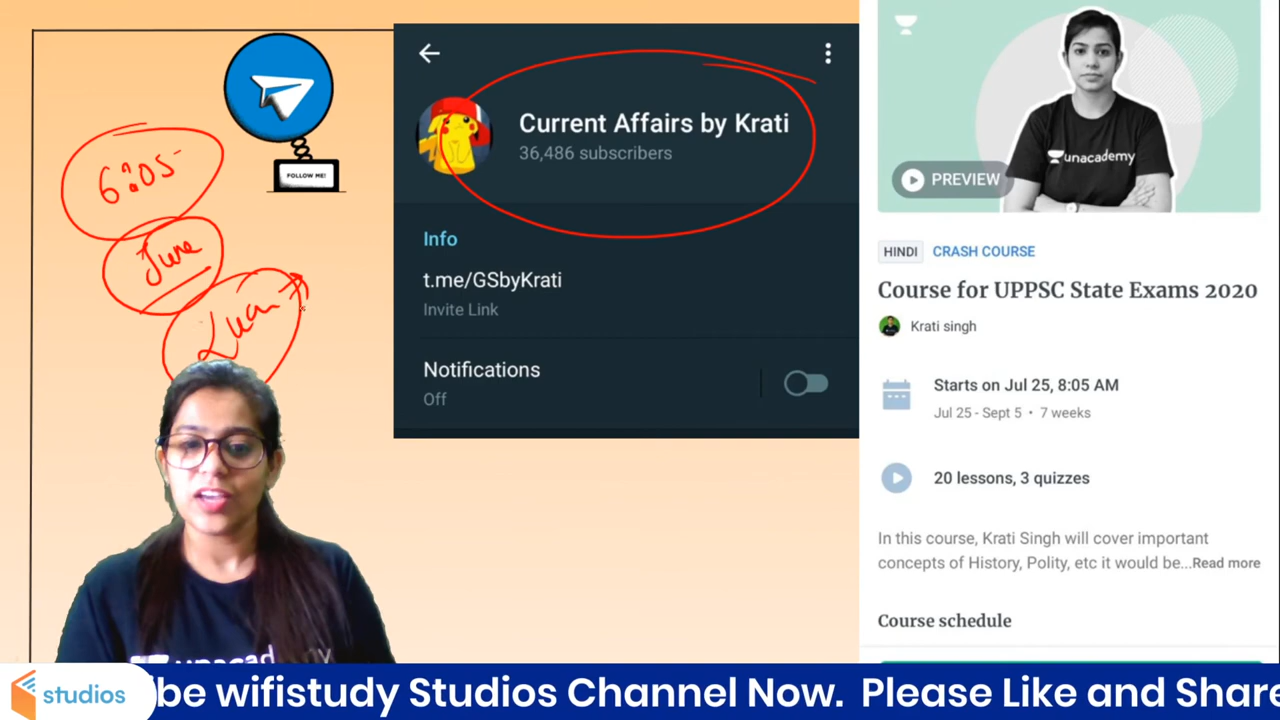 FOLLOW ME!
6:05
June
Current Affairs by Krati
36,486 subscribers
Info
t.me/GSbyKrati
Invite Link
Notifications
Off
unacademy
PREVIEW
HINDI CRASH COURSE
Course for UPPSC State Exams 2020
Krati singh
Starts on Jul 25, 8:05 AM
Jul 25 - Sept 5 • 7 weeks
20 lessons, 3 quizzes
In this course, Krati Singh will cover important
concepts of History, Polity, etc it would be...Read more
Course schedule
unacademy
studios
be wifistudy Studios Channel Now. Please Like and Share